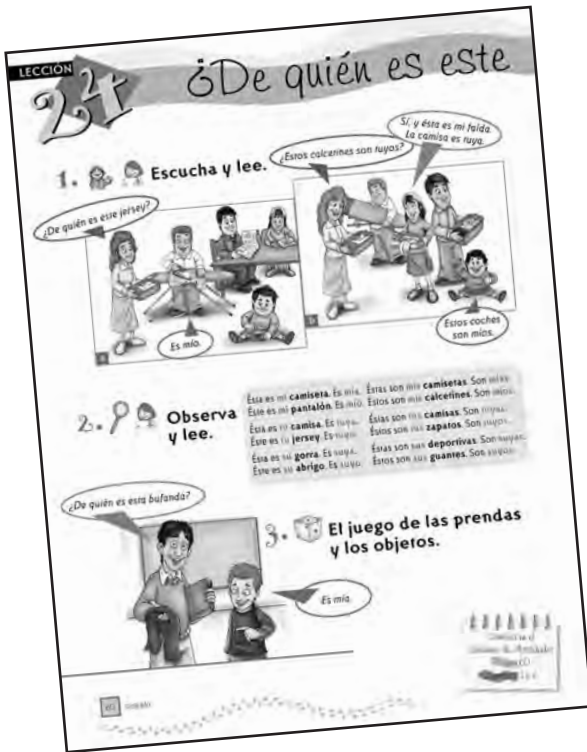 LECCIÓN
24
¿De quién es este
1. Escucha y lee.
¿De quién es este jersey?
Es mío.
¿Estos calcetines son tuyos?
Sí, y ésta es mi falda.
La camisa es tuya.
Estos coches
son míos.
2. Observa
y lee.
Ésta es mi camiseta. Es mía. Éstas son mis camisetas. Son mías.
Éste es mi pantalón. Es mío. Éstos son mis calcetines. Son míos.
Ésta es tu camisa. Es tuya. Éstas son tus camisas. Son tuyas.
Éste es tu jersey. Es tuyo. Éstos son tus zapatos. Son tuyos.
Ésta es su gorra. Es suya. Éstas son sus deportivas. Son suyas.
Éste es su abrigo. Es suyo. Éstos son sus guantes. Son suyos.
¿De quién es esta bufanda?
Es mía.
3. El juego de las prendas
y los objetos.